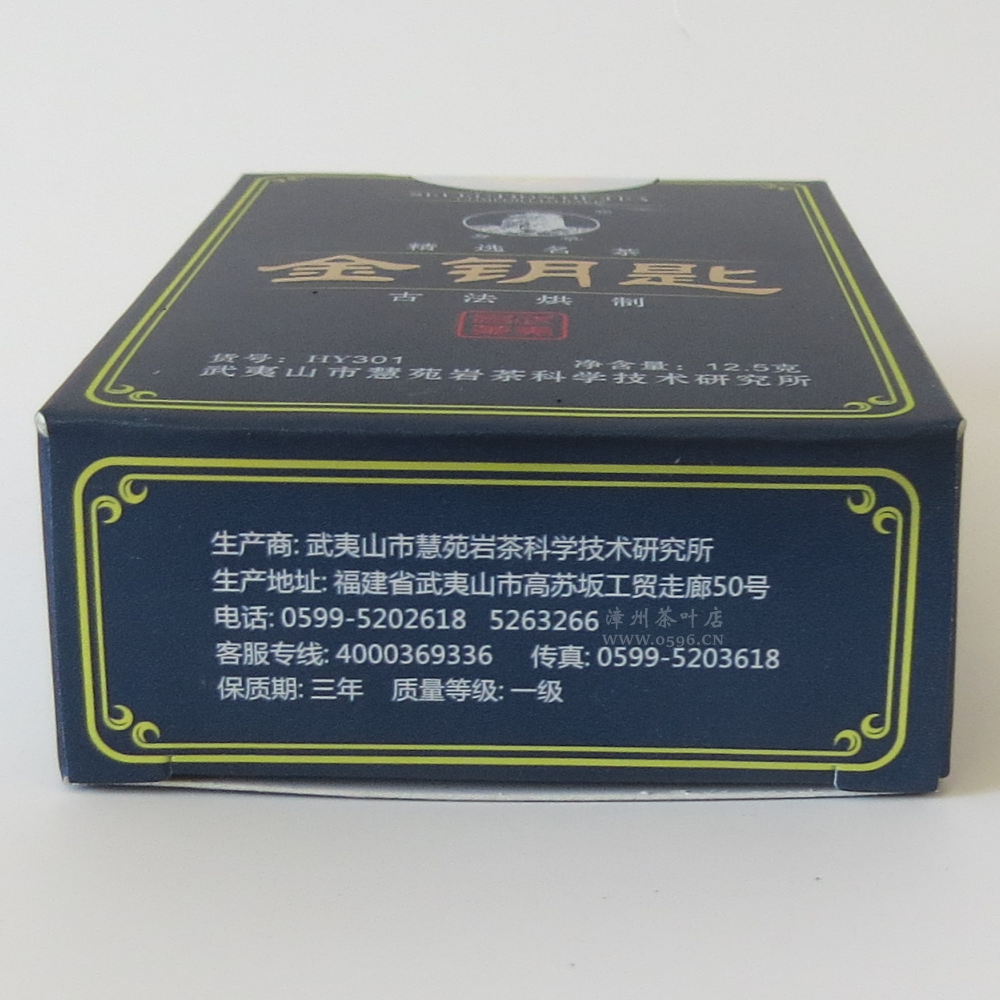 精选名茶
金钥匙
古法烘制
货号：HY301 净含量：12.5克
武夷山市慧苑岩茶科学技术研究所
生产商: 武夷山市慧苑岩茶科学技术研究所
生产地址: 福建省武夷山市高苏坂工贸走廊50号
电话: 0599-5202618 5263266
漳州茶叶店
WWW.0596.CN
客服专线: 4000369336 传真: 0599-5203618
保质期: 三年 质量等级: 一级